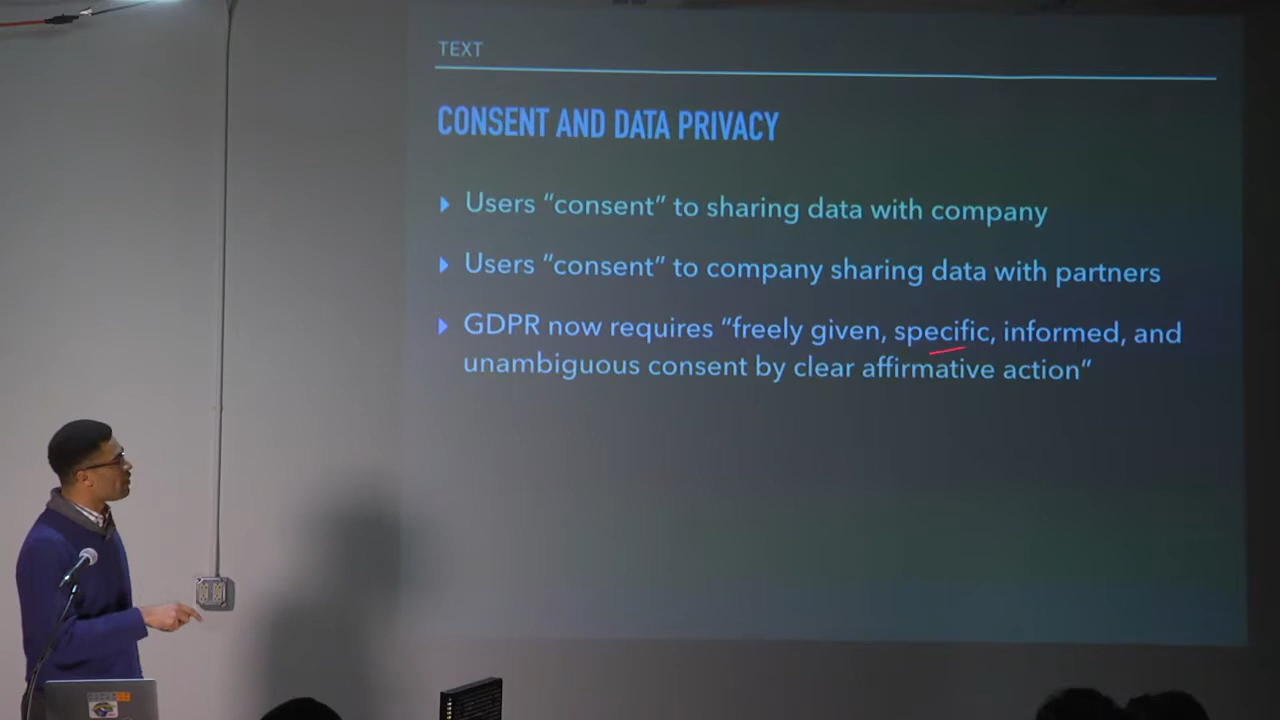 TEXT
CONSENT AND DATA PRIVACY
Users “consent” to sharing data with company
Users “consent” to company sharing data with partners
GDPR now requires “freely given, specific, informed, and
unambiguous consent by clear affirmative action”